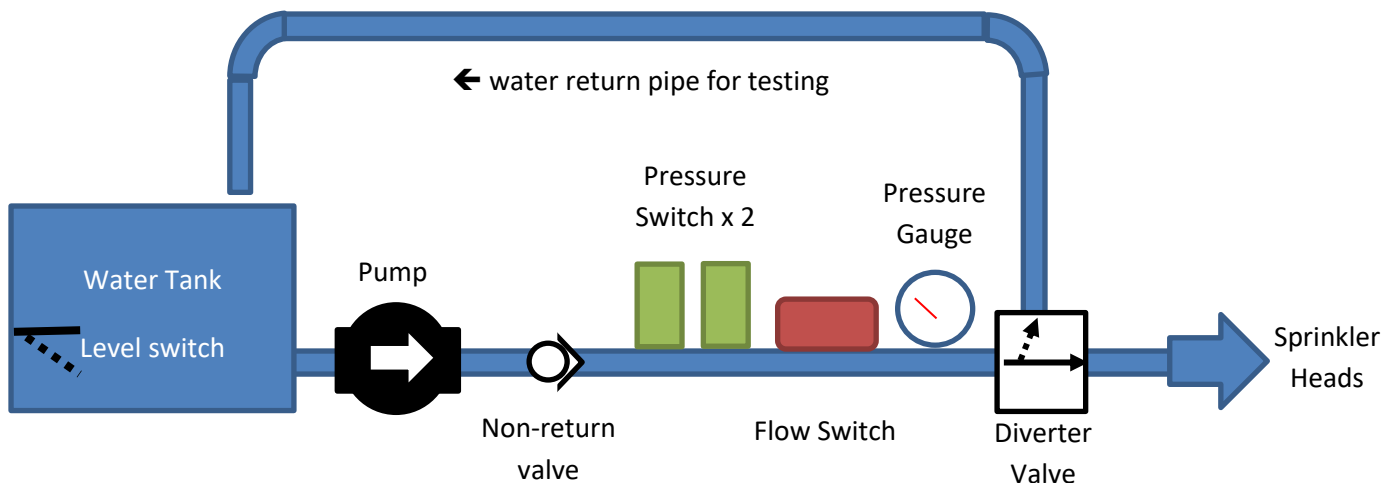 ← water return pipe for testing
Pressure
Switch x 2
Pressure
Gauge
Water Tank
Level switch
Pump
Non-return
valve
Flow Switch
Diverter
Valve
Sprinkler
Heads